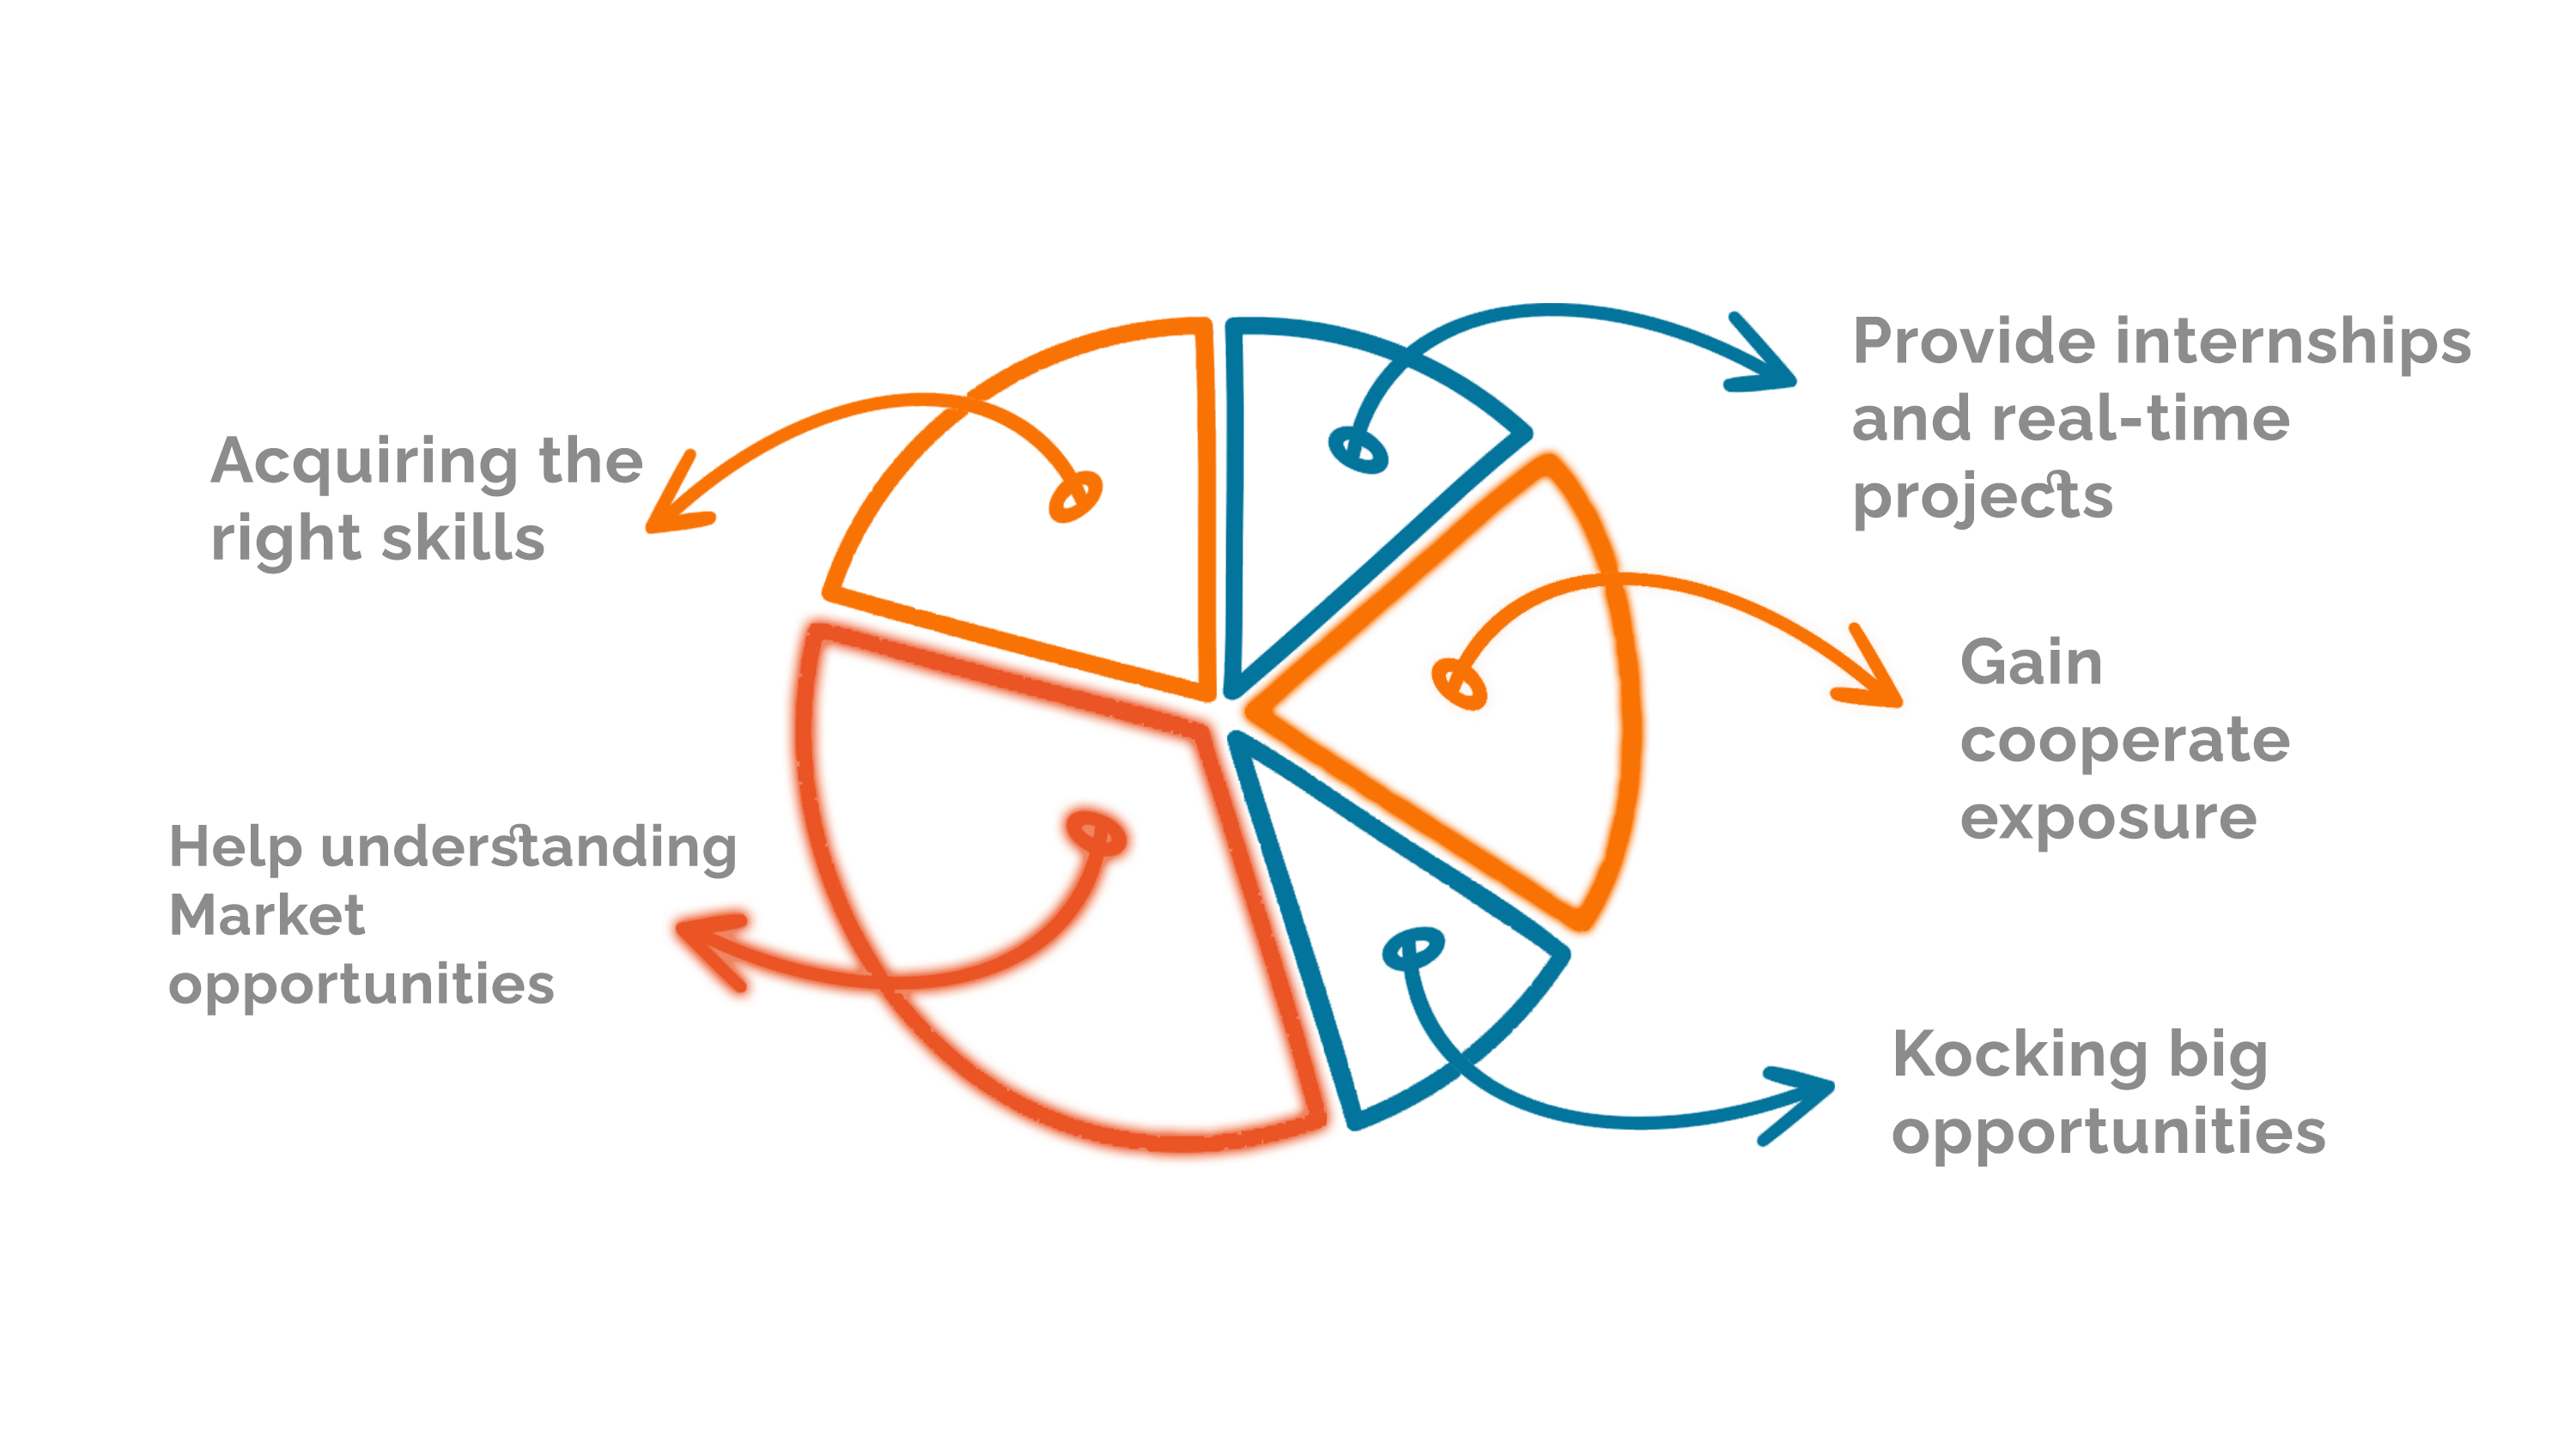 Acquiring the
right skills
Help understanding
Market
opportunities
Provide internships
and real-time
projects
Gain
cooperate
exposure
Kocking big
opportunities